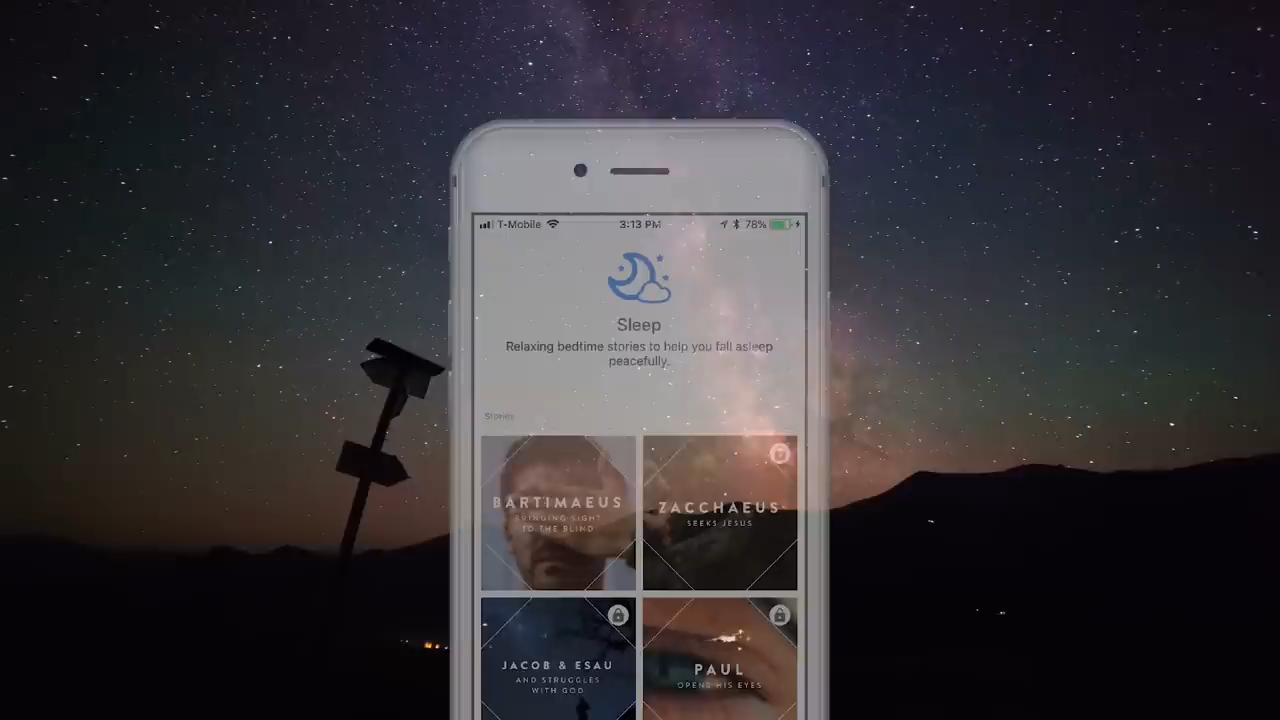 T-Mobile 3:13 PM 78%
Sleep
Relaxing bedtime stories to help you fall asleep
peacefully.
Stories
BARTIMAEUS
BRINGING SIGHT
TO THE BLIND
ZACCHAEUS
SEEKS JESUS
JACOB & ESAU
AND STRUGGLES
WITH GOD
PAUL
OPENS HIS EYES